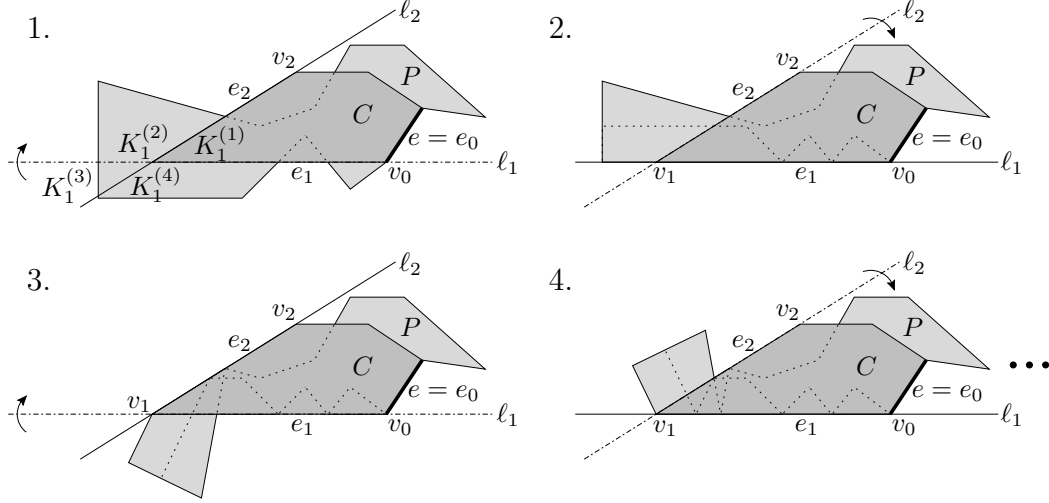 1.
ℓ₂
v₂
e₂
P
C
K₁⁽²⁾
K₁⁽¹⁾
e = e₀
K₁⁽³⁾
K₁⁽⁴⁾
e₁
v₀
ℓ₁
2.
ℓ₂
v₂
e₂
P
C
e = e₀
v₁
e₁
v₀
ℓ₁
3.
ℓ₂
v₂
e₂
P
C
e = e₀
v₁
e₁
v₀
ℓ₁
4.
ℓ₂
v₂
e₂
P
C
e = e₀
v₁
e₁
v₀
ℓ₁
•••